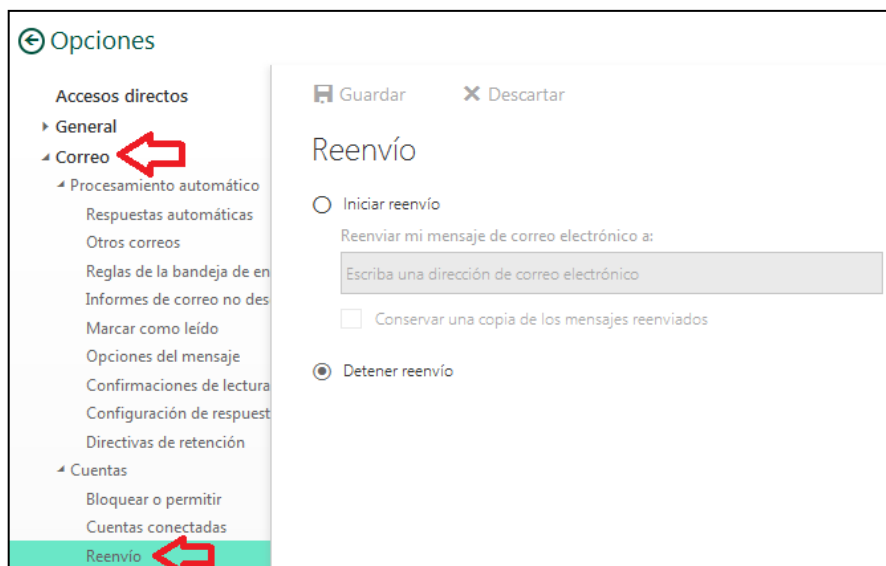 Opciones
Accesos directos
General
Correo
Procesamiento automático
Respuestas automáticas
Otros correos
Reglas de la bandeja de en
Informes de correo no des
Marcar como leído
Opciones del mensaje
Confirmaciones de lectura
Configuración de respuest
Directivas de retención
Cuentas
Bloquear o permitir
Cuentas conectadas
Reenvío
Guardar
Descartar
Reenvío
Iniciar reenvío
Reenviar mi mensaje de correo electrónico a:
Escriba una dirección de correo electrónico
Conservar una copia de los mensajes reenviados
Detener reenvío